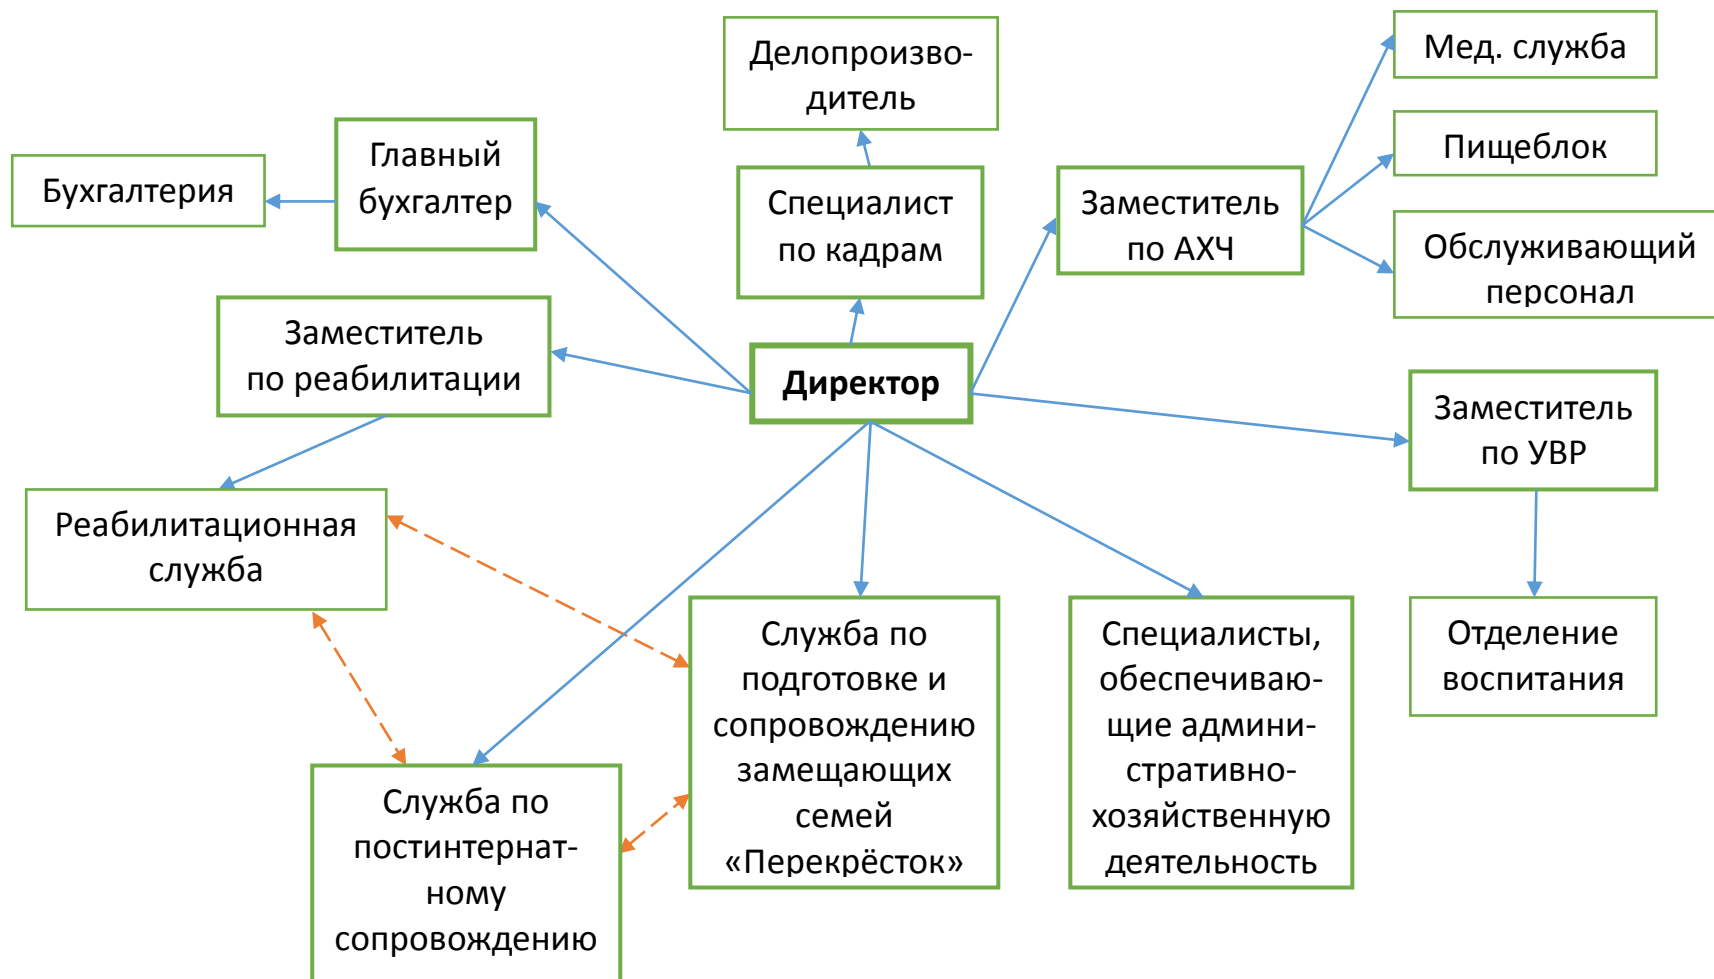 Делопроизво-
дитель
Мед. служба
Главный
бухгалтер
Пищеблок
Бухгалтерия
Специалист
по кадрам
Заместитель
по АХЧ
Обслуживающий
персонал
Заместитель
по реабилитации
Директор
Заместитель
по УВР
Реабилитационная
служба
Служба по
подготовке и
сопровождению
замещающих
семей
«Перекрёсток»
Специалисты,
обеспечиваю-
щие админи-
стративно-
хозяйственную
деятельность
Отделение
воспитания
Служба по
постинтернат-
ному
сопровождению